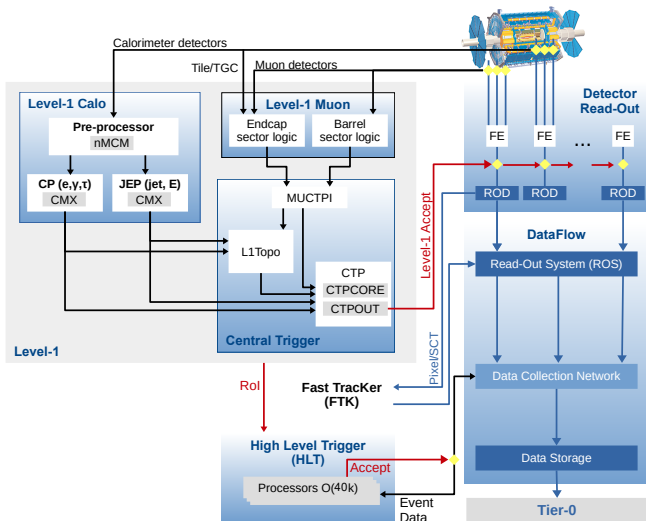 Calorimeter detectors
Tile/TGC
Muon detectors
Detector
Read-Out
Level-1 Calo
Pre-processor
nMCM
CP (e,γ,τ)
CMX
JEP (jet, E)
CMX
Level-1 Muon
Endcap
sector logic
Barrel
sector logic
FE
FE
...
FE
ROD
ROD
ROD
MUCTPI
L1Topo
CTP
CTPCORE
CTPOUT
Central Trigger
Level-1
Level-1 Accept
DataFlow
Read-Out System (ROS)
Pixel/SCT
RoI
Fast TracKer
(FTK)
Data Collection Network
High Level Trigger
(HLT)
Accept
Processors O(40k)
Event
Data
Data Storage
Tier-0